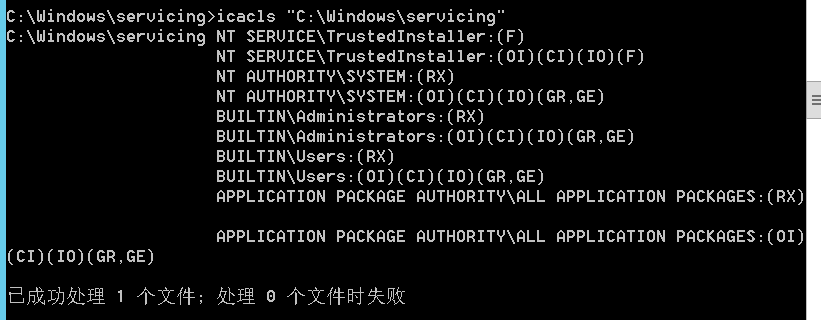 C:\Windows\servicing>icacls "C:\Windows\servicing"
C:\Windows\servicing NT SERVICE\TrustedInstaller:(F)
NT SERVICE\TrustedInstaller:(OI)(CI)(IO)(F)
NT AUTHORITY\SYSTEM:(RX)
NT AUTHORITY\SYSTEM:(OI)(CI)(IO)(GR,GE)
BUILTIN\Administrators:(RX)
BUILTIN\Administrators:(OI)(CI)(IO)(GR,GE)
BUILTIN\Users:(RX)
BUILTIN\Users:(OI)(CI)(IO)(GR,GE)
APPLICATION PACKAGE AUTHORITY\ALL APPLICATION PACKAGES:(RX)
APPLICATION PACKAGE AUTHORITY\ALL APPLICATION PACKAGES:(OI)
(CI)(IO)(GR,GE)
已成功处理 1 个文件; 处理 0 个文件时失败